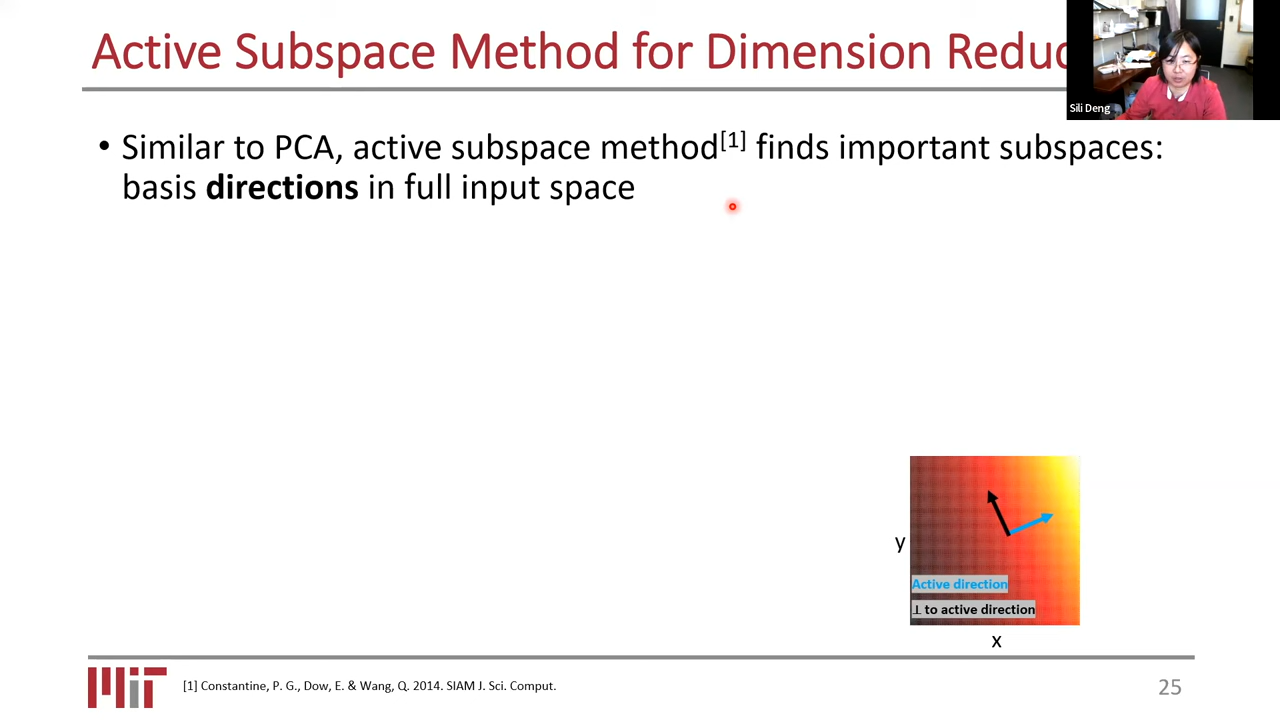 Active Subspace Method for Dimension Reduc
Sili Deng
• Similar to PCA, active subspace method[1] finds important subspaces:
basis directions in full input space
y
Active direction
⊥ to active direction
x
MIT
[1] Constantine, P. G., Dow, E. & Wang, Q. 2014. SIAM J. Sci. Comput.
25